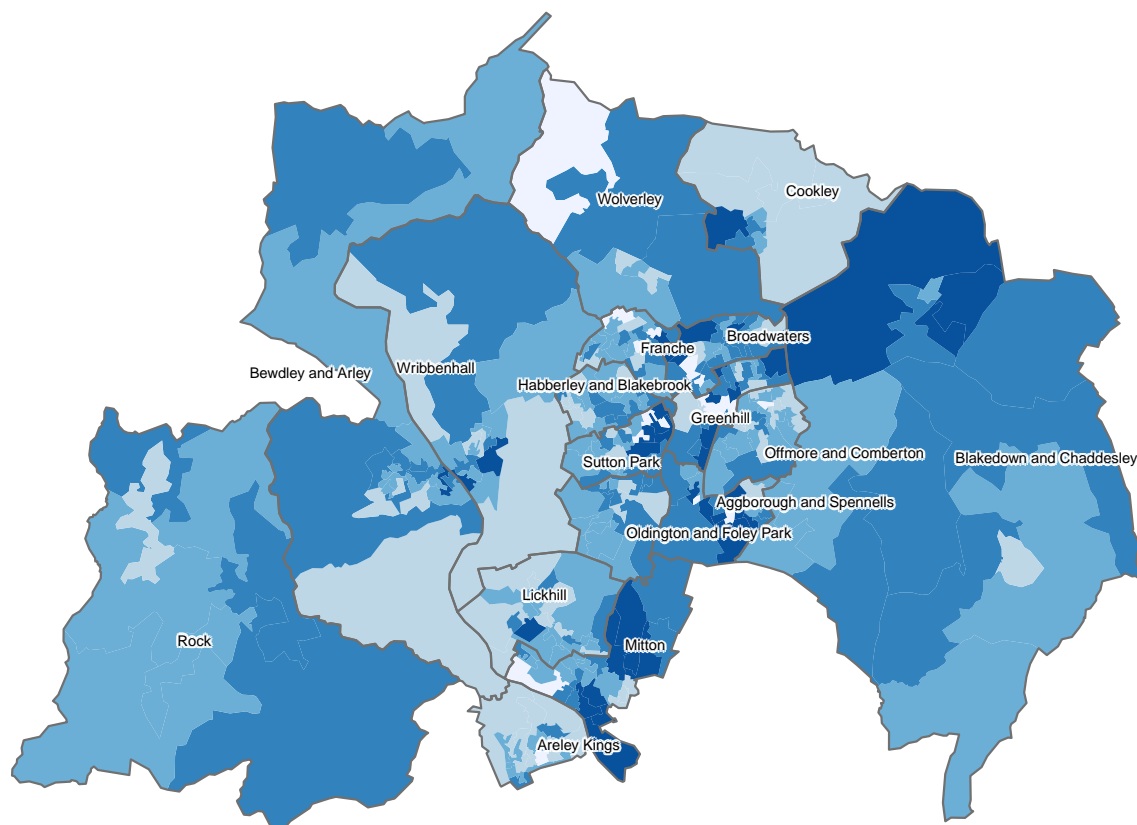 Cookley
Wolverley
Broadwaters
Franche
Wribbenhall
Bewdley and Arley
Habberley and Blakebrook
Greenhill
Offmore and Comberton
Blakedown and Chaddesley
Sutton Park
Aggborough and Spennells
Oldington and Foley Park
Lickhill
Rock
Mitton
Areley Kings